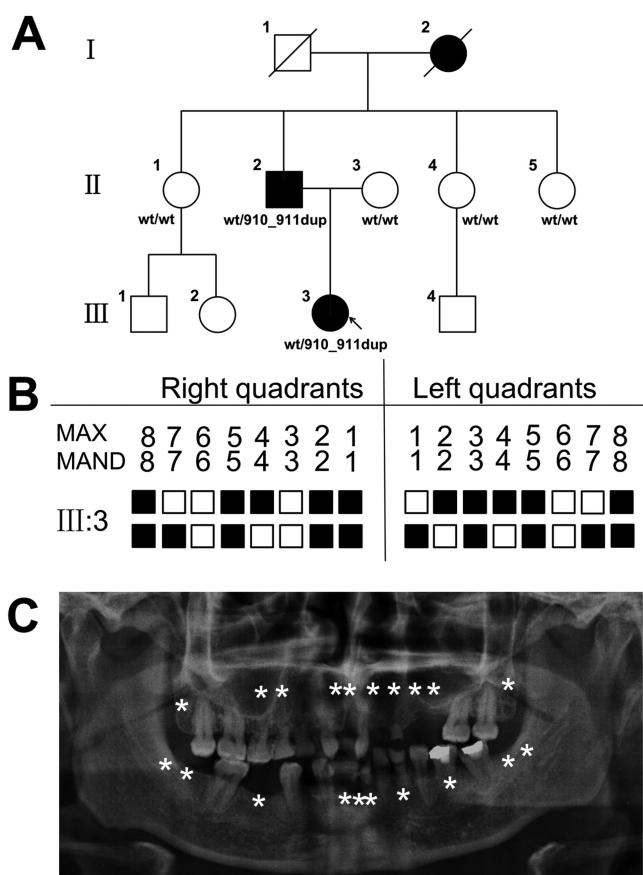 A
I
1
2
II
1
2
3
4
5
wt/wt
wt/910_911dup
wt/wt
wt/wt
wt/wt
III
1
2
3
4
wt/910_911dup
B
Right quadrants
Left quadrants
MAX
8 7 6 5 4 3 2 1
1 2 3 4 5 6 7 8
MAND
8 7 6 5 4 3 2 1
1 2 3 4 5 6 7 8
III:3
C
* * * ** * * * * *
* * * *** * * * *